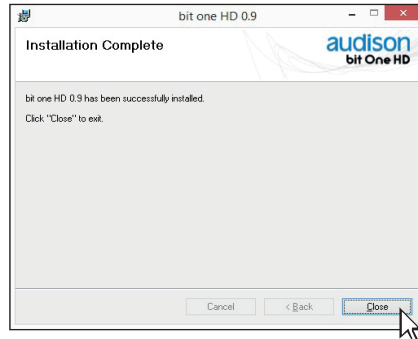 bit one HD 0.9
Installation Complete
audison
bit One HD
bit one HD 0.9 has been successfully installed.
Click "Close" to exit.
Cancel
< Back
Close